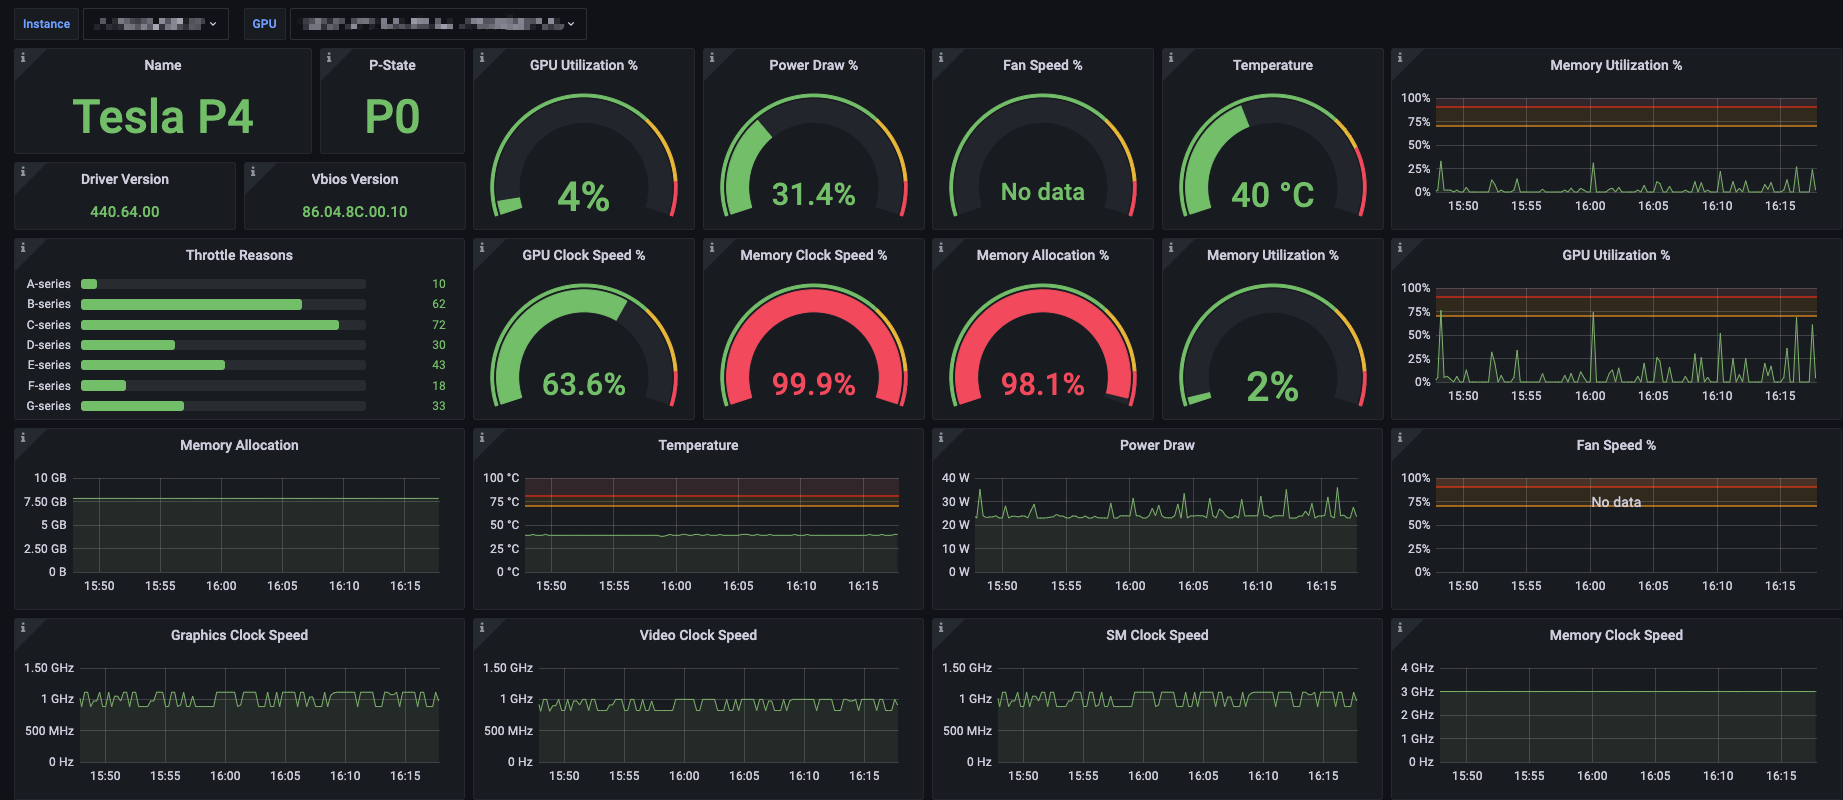 Instance
GPU
Name
Tesla P4
P-State
P0
GPU Utilization %
4%
Power Draw %
31.4%
Fan Speed %
No data
Temperature
40 °C
Memory Utilization %
100%
75%
50%
25%
0%
15:50 15:55 16:00 16:05 16:10 16:15
Driver Version
440.64.00
Vbios Version
86.04.8C.00.10
Throttle Reasons
A-series 10
B-series 62
C-series 72
D-series 30
E-series 43
F-series 18
G-series 33
GPU Clock Speed %
63.6%
Memory Clock Speed %
99.9%
Memory Allocation %
98.1%
Memory Utilization %
2%
GPU Utilization %
100%
75%
50%
25%
0%
15:50 15:55 16:00 16:05 16:10 16:15
Memory Allocation
10 GB
7.50 GB
5 GB
2.50 GB
0 B
15:50 15:55 16:00 16:05 16:10 16:15
Temperature
100 °C
75 °C
50 °C
25 °C
0 °C
15:50 15:55 16:00 16:05 16:10 16:15
Power Draw
40 W
30 W
20 W
10 W
0 W
15:50 15:55 16:00 16:05 16:10 16:15
Fan Speed %
100%
75%
50%
25%
0%
No data
15:50 15:55 16:00 16:05 16:10 16:15
Graphics Clock Speed
1.50 GHz
1 GHz
500 MHz
0 Hz
15:50 15:55 16:00 16:05 16:10 16:15
Video Clock Speed
1.50 GHz
1 GHz
500 MHz
0 Hz
15:50 15:55 16:00 16:05 16:10 16:15
SM Clock Speed
1.50 GHz
1 GHz
500 MHz
0 Hz
15:50 15:55 16:00 16:05 16:10 16:15
Memory Clock Speed
4 GHz
3 GHz
2 GHz
1 GHz
0 Hz
15:50 15:55 16:00 16:05 16:10 16:15